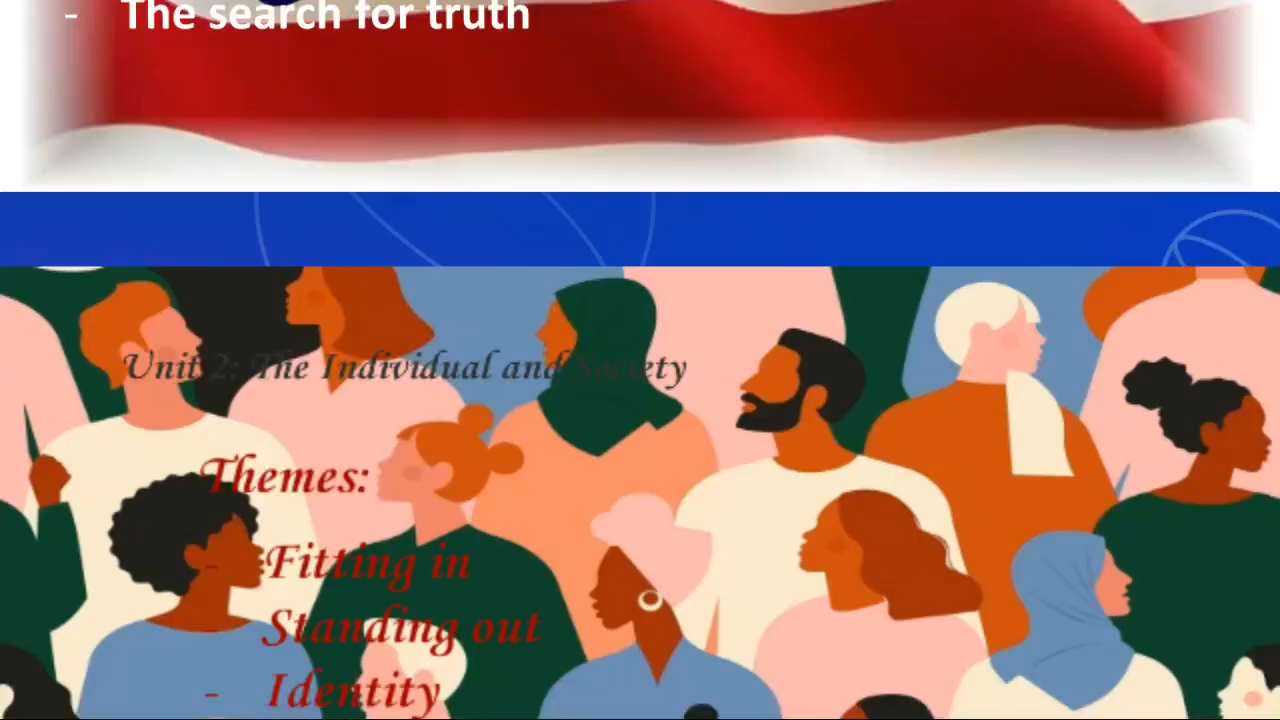 - The search for truth
Unit 2: The Individual and Society
Themes:
- Fitting in
Standing out
- Identity